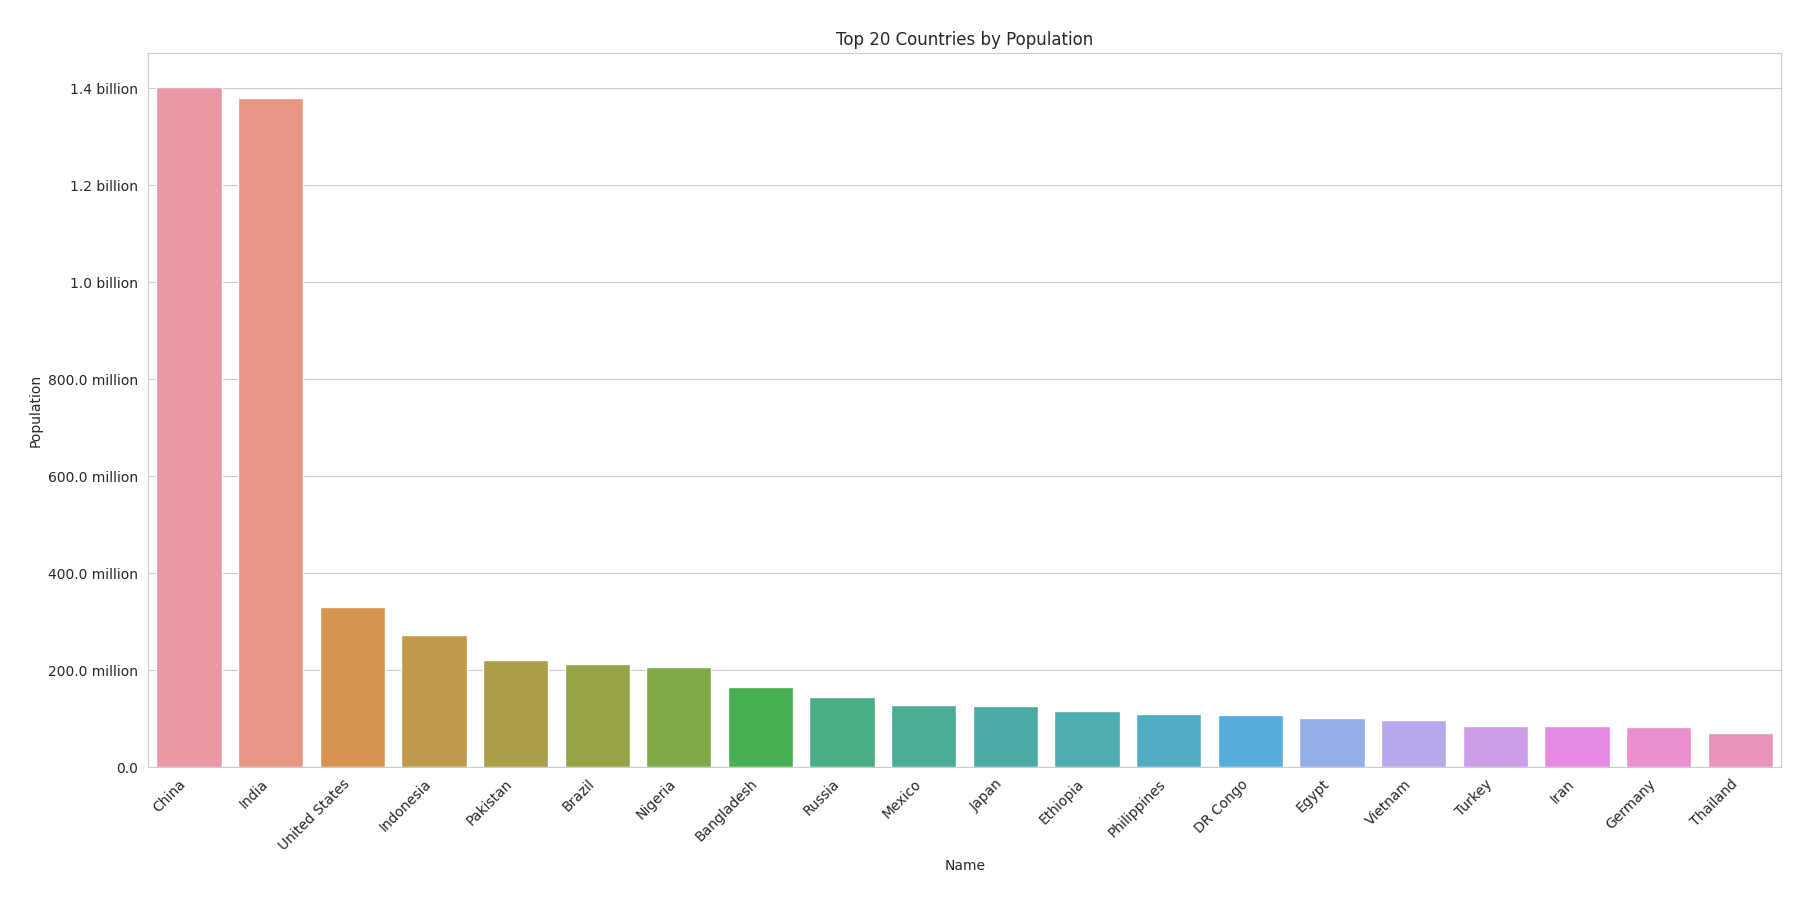 Top 20 Countries by Population
Population
1.4 billion
1.2 billion
1.0 billion
800.0 million
600.0 million
400.0 million
200.0 million
0.0
China
India
United States
Indonesia
Pakistan
Brazil
Nigeria
Bangladesh
Russia
Mexico
Japan
Ethiopia
Philippines
DR Congo
Egypt
Vietnam
Turkey
Iran
Germany
Thailand
Name